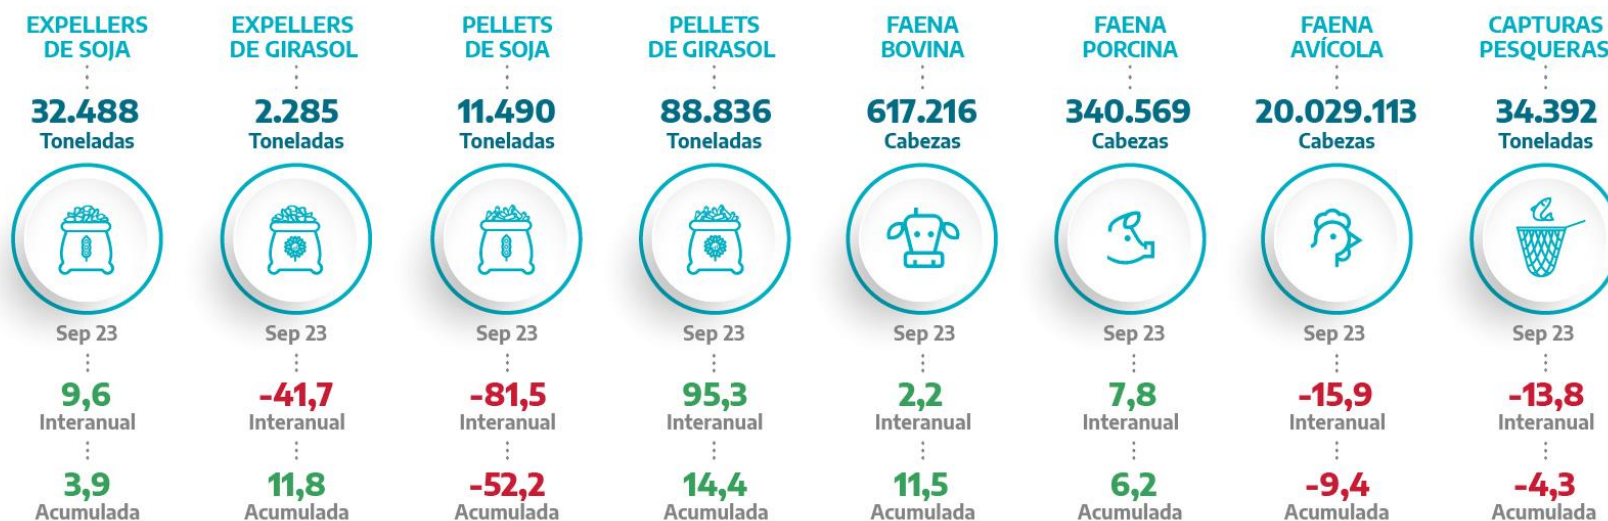 EXPELLERS
DE SOJA
32.488
Toneladas
Sep 23
9,6
Interanual
3,9
Acumulada
EXPELLERS
DE GIRASOL
2.285
Toneladas
Sep 23
-41,7
Interanual
11,8
Acumulada
PELLETS
DE SOJA
11.490
Toneladas
Sep 23
-81,5
Interanual
-52,2
Acumulada
PELLETS
DE GIRASOL
88.836
Toneladas
Sep 23
95,3
Interanual
14,4
Acumulada
FAENA
BOVINA
617.216
Cabezas
Sep 23
2,2
Interanual
11,5
Acumulada
FAENA
PORCINA
340.569
Cabezas
Sep 23
7,8
Interanual
6,2
Acumulada
FAENA
AVÍCOLA
20.029.113
Cabezas
Sep 23
-15,9
Interanual
-9,4
Acumulada
CAPTURAS
PESQUERAS
34.392
Toneladas
Sep 23
-13,8
Interanual
-4,3
Acumulada